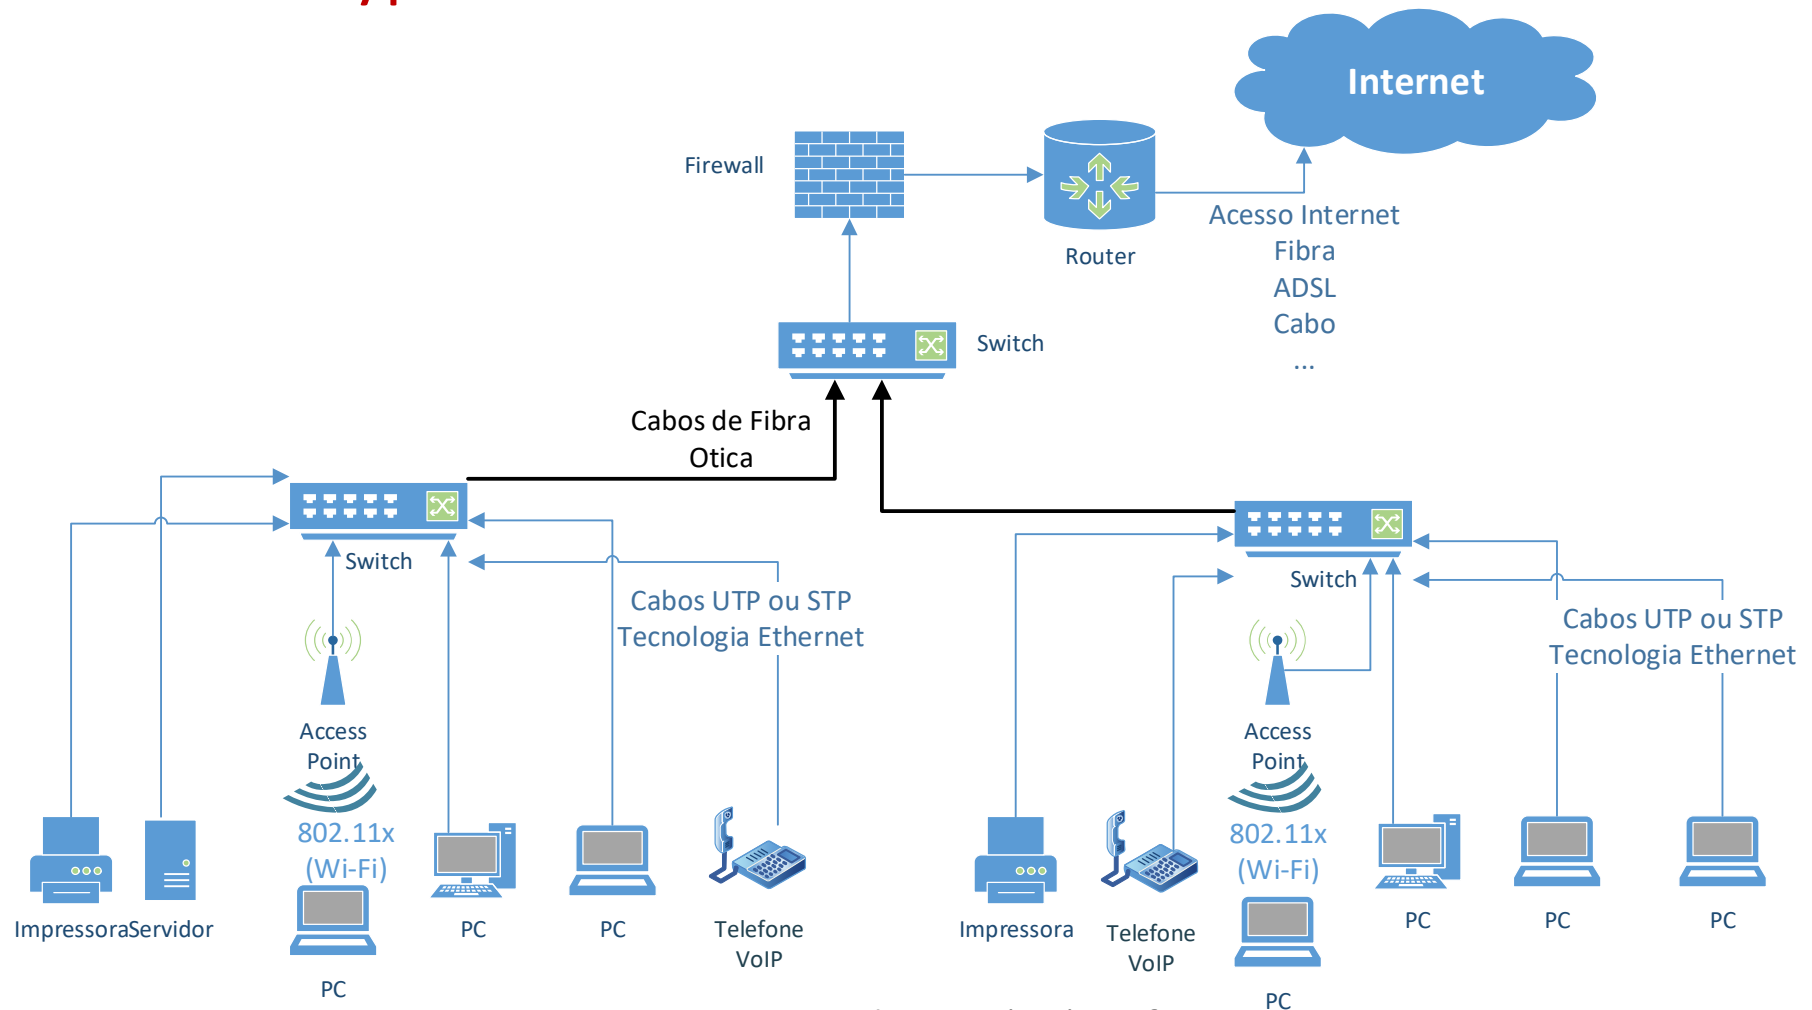 Internet
Firewall
Router
Acesso Internet
Fibra
ADSL
Cabo
...
Switch
Cabos de Fibra
Otica
Switch
Cabos UTP ou STP
Tecnologia Ethernet
Access
Point
802.11x
(Wi-Fi)
Impressora
Servidor
PC
PC
PC
Telefone
VoIP
Switch
Cabos UTP ou STP
Tecnologia Ethernet
Access
Point
802.11x
(Wi-Fi)
Impressora
Telefone
VoIP
PC
PC
PC
PC